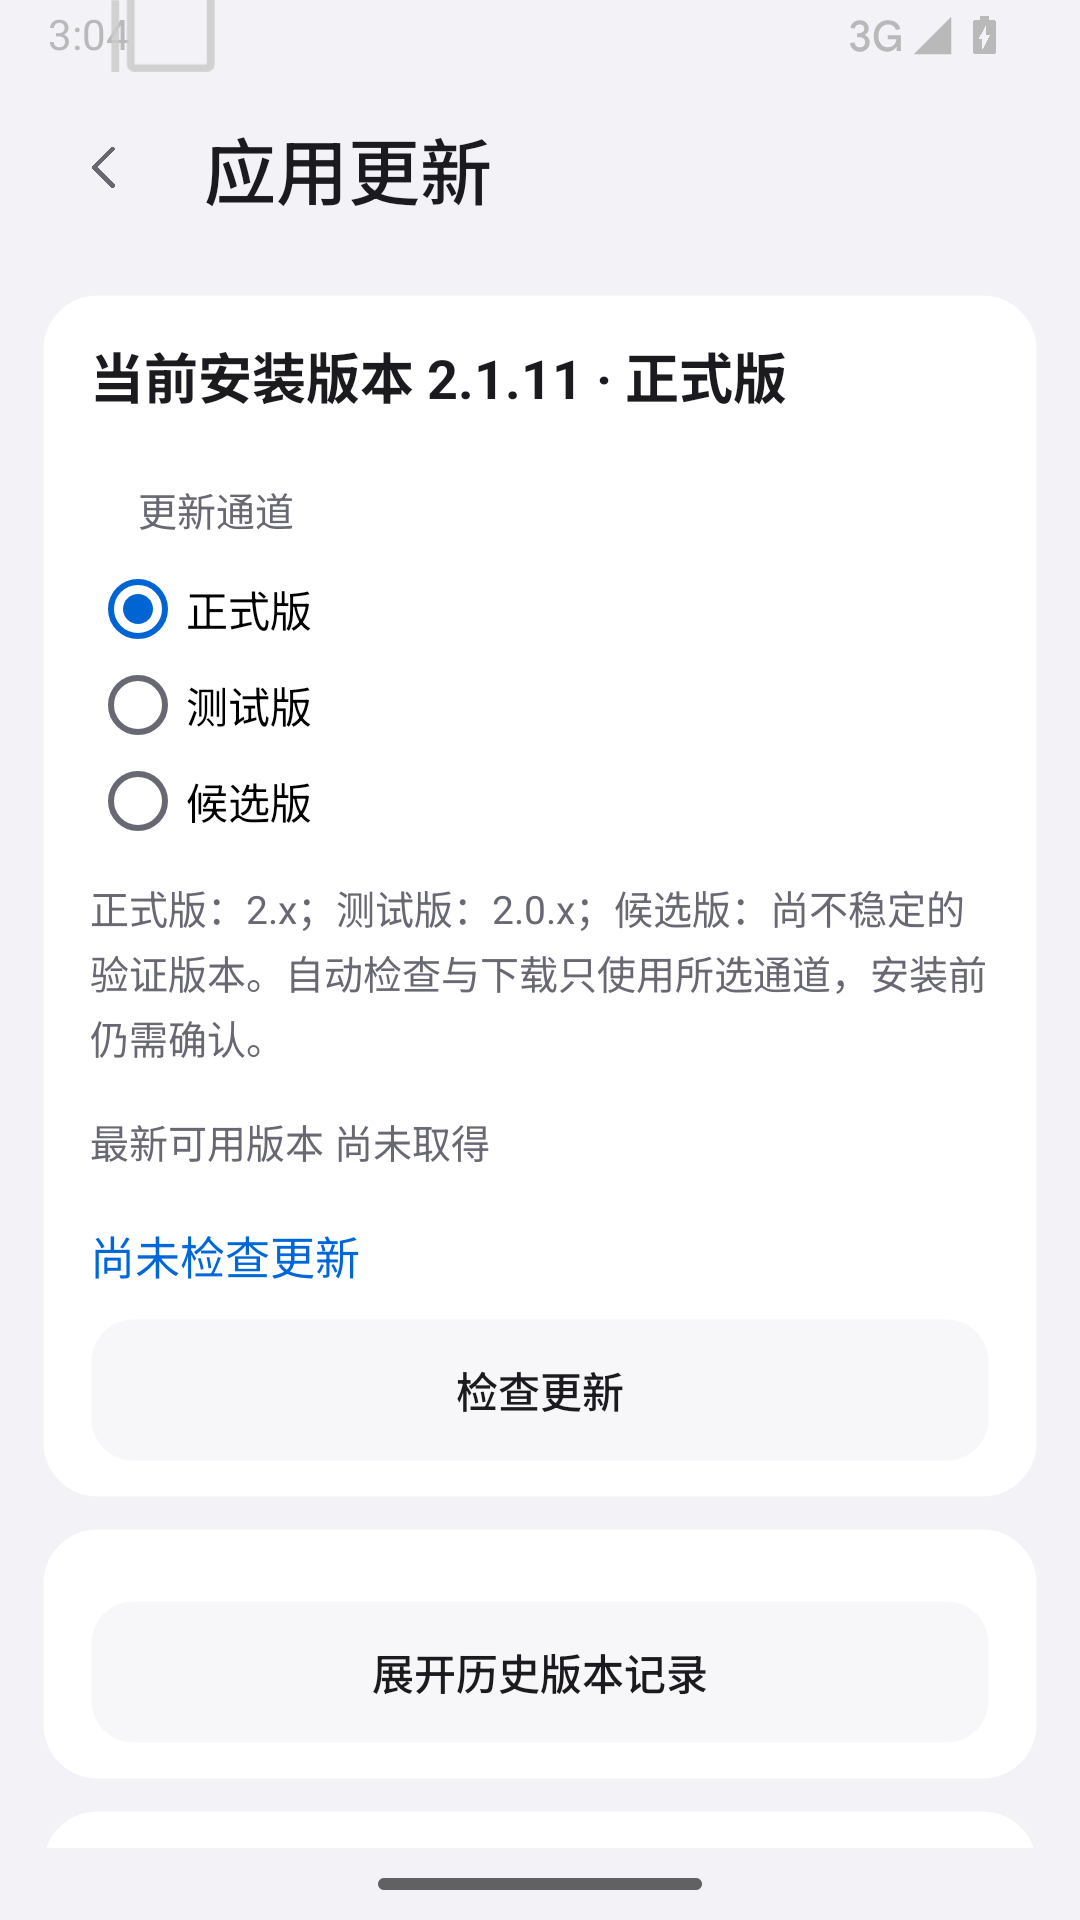 3:04
3G
应用更新
当前安装版本 2.1.11 · 正式版
更新通道
正式版
测试版
候选版
正式版：2.x；测试版：2.0.x；候选版：尚不稳定的
验证版本。自动检查与下载只使用所选通道，安装前
仍需确认。
最新可用版本 尚未取得
尚未检查更新
检查更新
展开历史版本记录